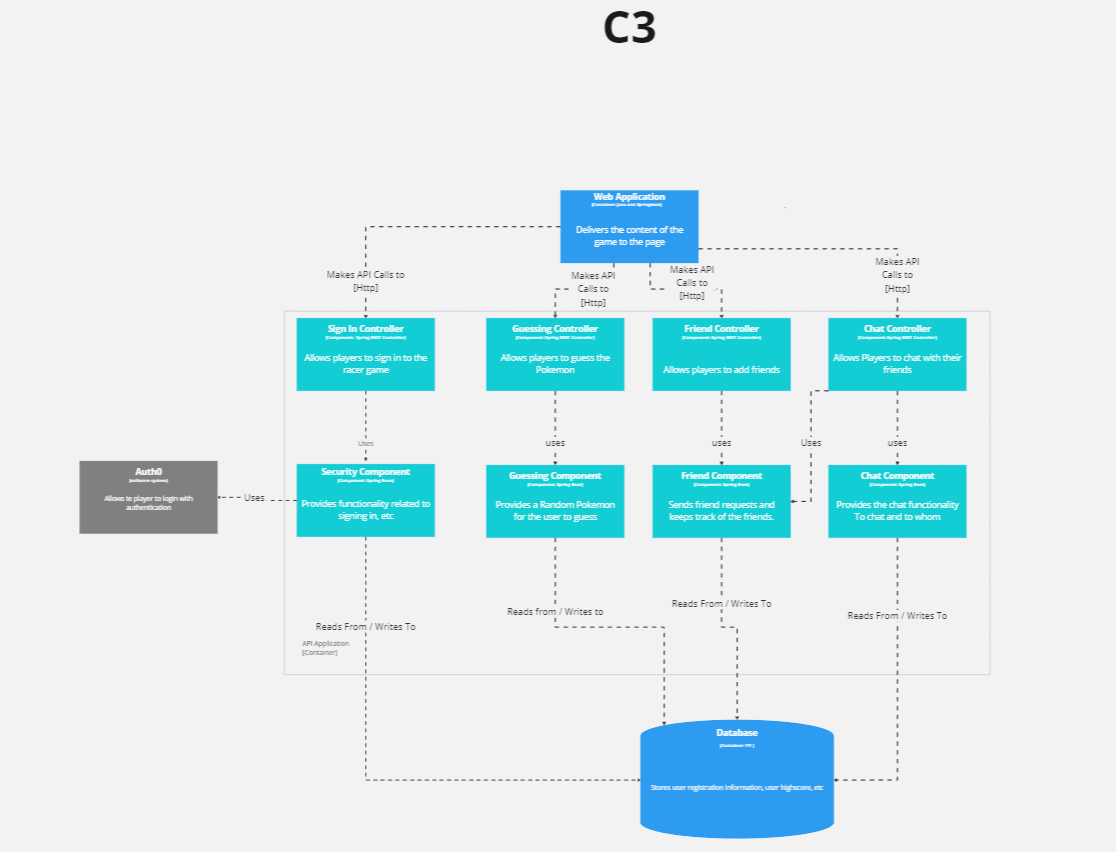 C3
Web Application
[Container: Java and Springboot]
Delivers the content of the
game to the page
Makes API Calls to
[Http]
Makes API
Calls to
[Http]
Makes API
Calls to
[Http]
Makes API
Calls to
[Http]
Sign In Controller
[Component: Spring REST Controller]
Allows players to sign in to the
racer game
Guessing Controller
[Component: Spring REST Controller]
Allows players to guess the
Pokemon
Friend Controller
[Component: Spring REST Controller]
Allows players to add friends
Chat Controller
[Component: Spring REST Controller]
Allows Players to chat with their
friends
Uses
uses
uses
Uses
uses
Auth0
[software system]
Allows te player to login with
authentication
Uses
Security Component
[Component: Spring Bean]
Provides functionality related to
signing in, etc
Guessing Component
[Component: Spring Bean]
Provides a Random Pokemon
for the user to guess
Friend Component
[Component: Spring Bean]
Sends friend requests and
keeps track of the friends.
Chat Component
[Component: Spring Bean]
Provides the chat functionality
To chat and to whom
Reads From / Writes To
Reads from / Writes to
Reads From / Writes To
Reads From / Writes To
API Application
[Container]
Database
Stores user registration information, user highscore, etc